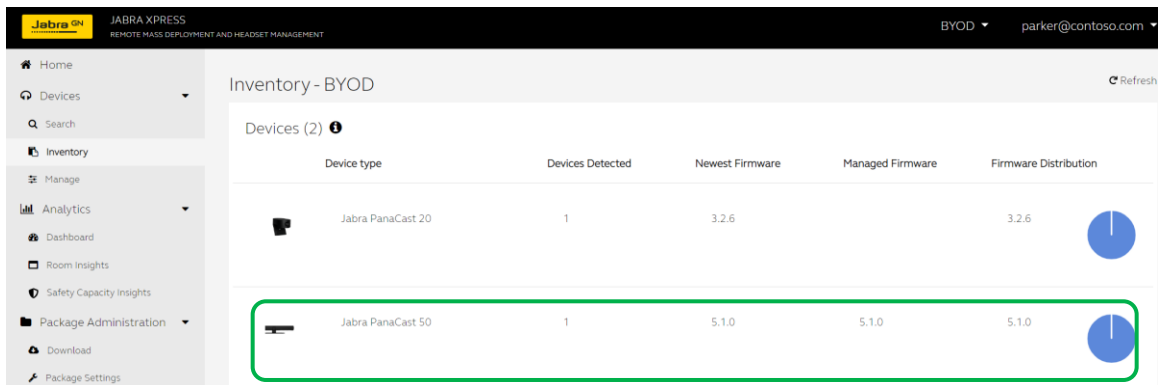 Jabra GN
JABRA XPRESS
REMOTE MASS DEPLOYMENT AND HEADSET MANAGEMENT
BYOD
parker@contoso.com
Home
Devices
Search
Inventory
Manage
Analytics
Dashboard
Room Insights
Safety Capacity Insights
Package Administration
Download
Package Settings
Inventory - BYOD
Refresh
Devices (2)
Device type Devices Detected Newest Firmware Managed Firmware Firmware Distribution
Jabra PanaCast 20 1 3.2.6 3.2.6
Jabra PanaCast 50 1 5.1.0 5.1.0 5.1.0